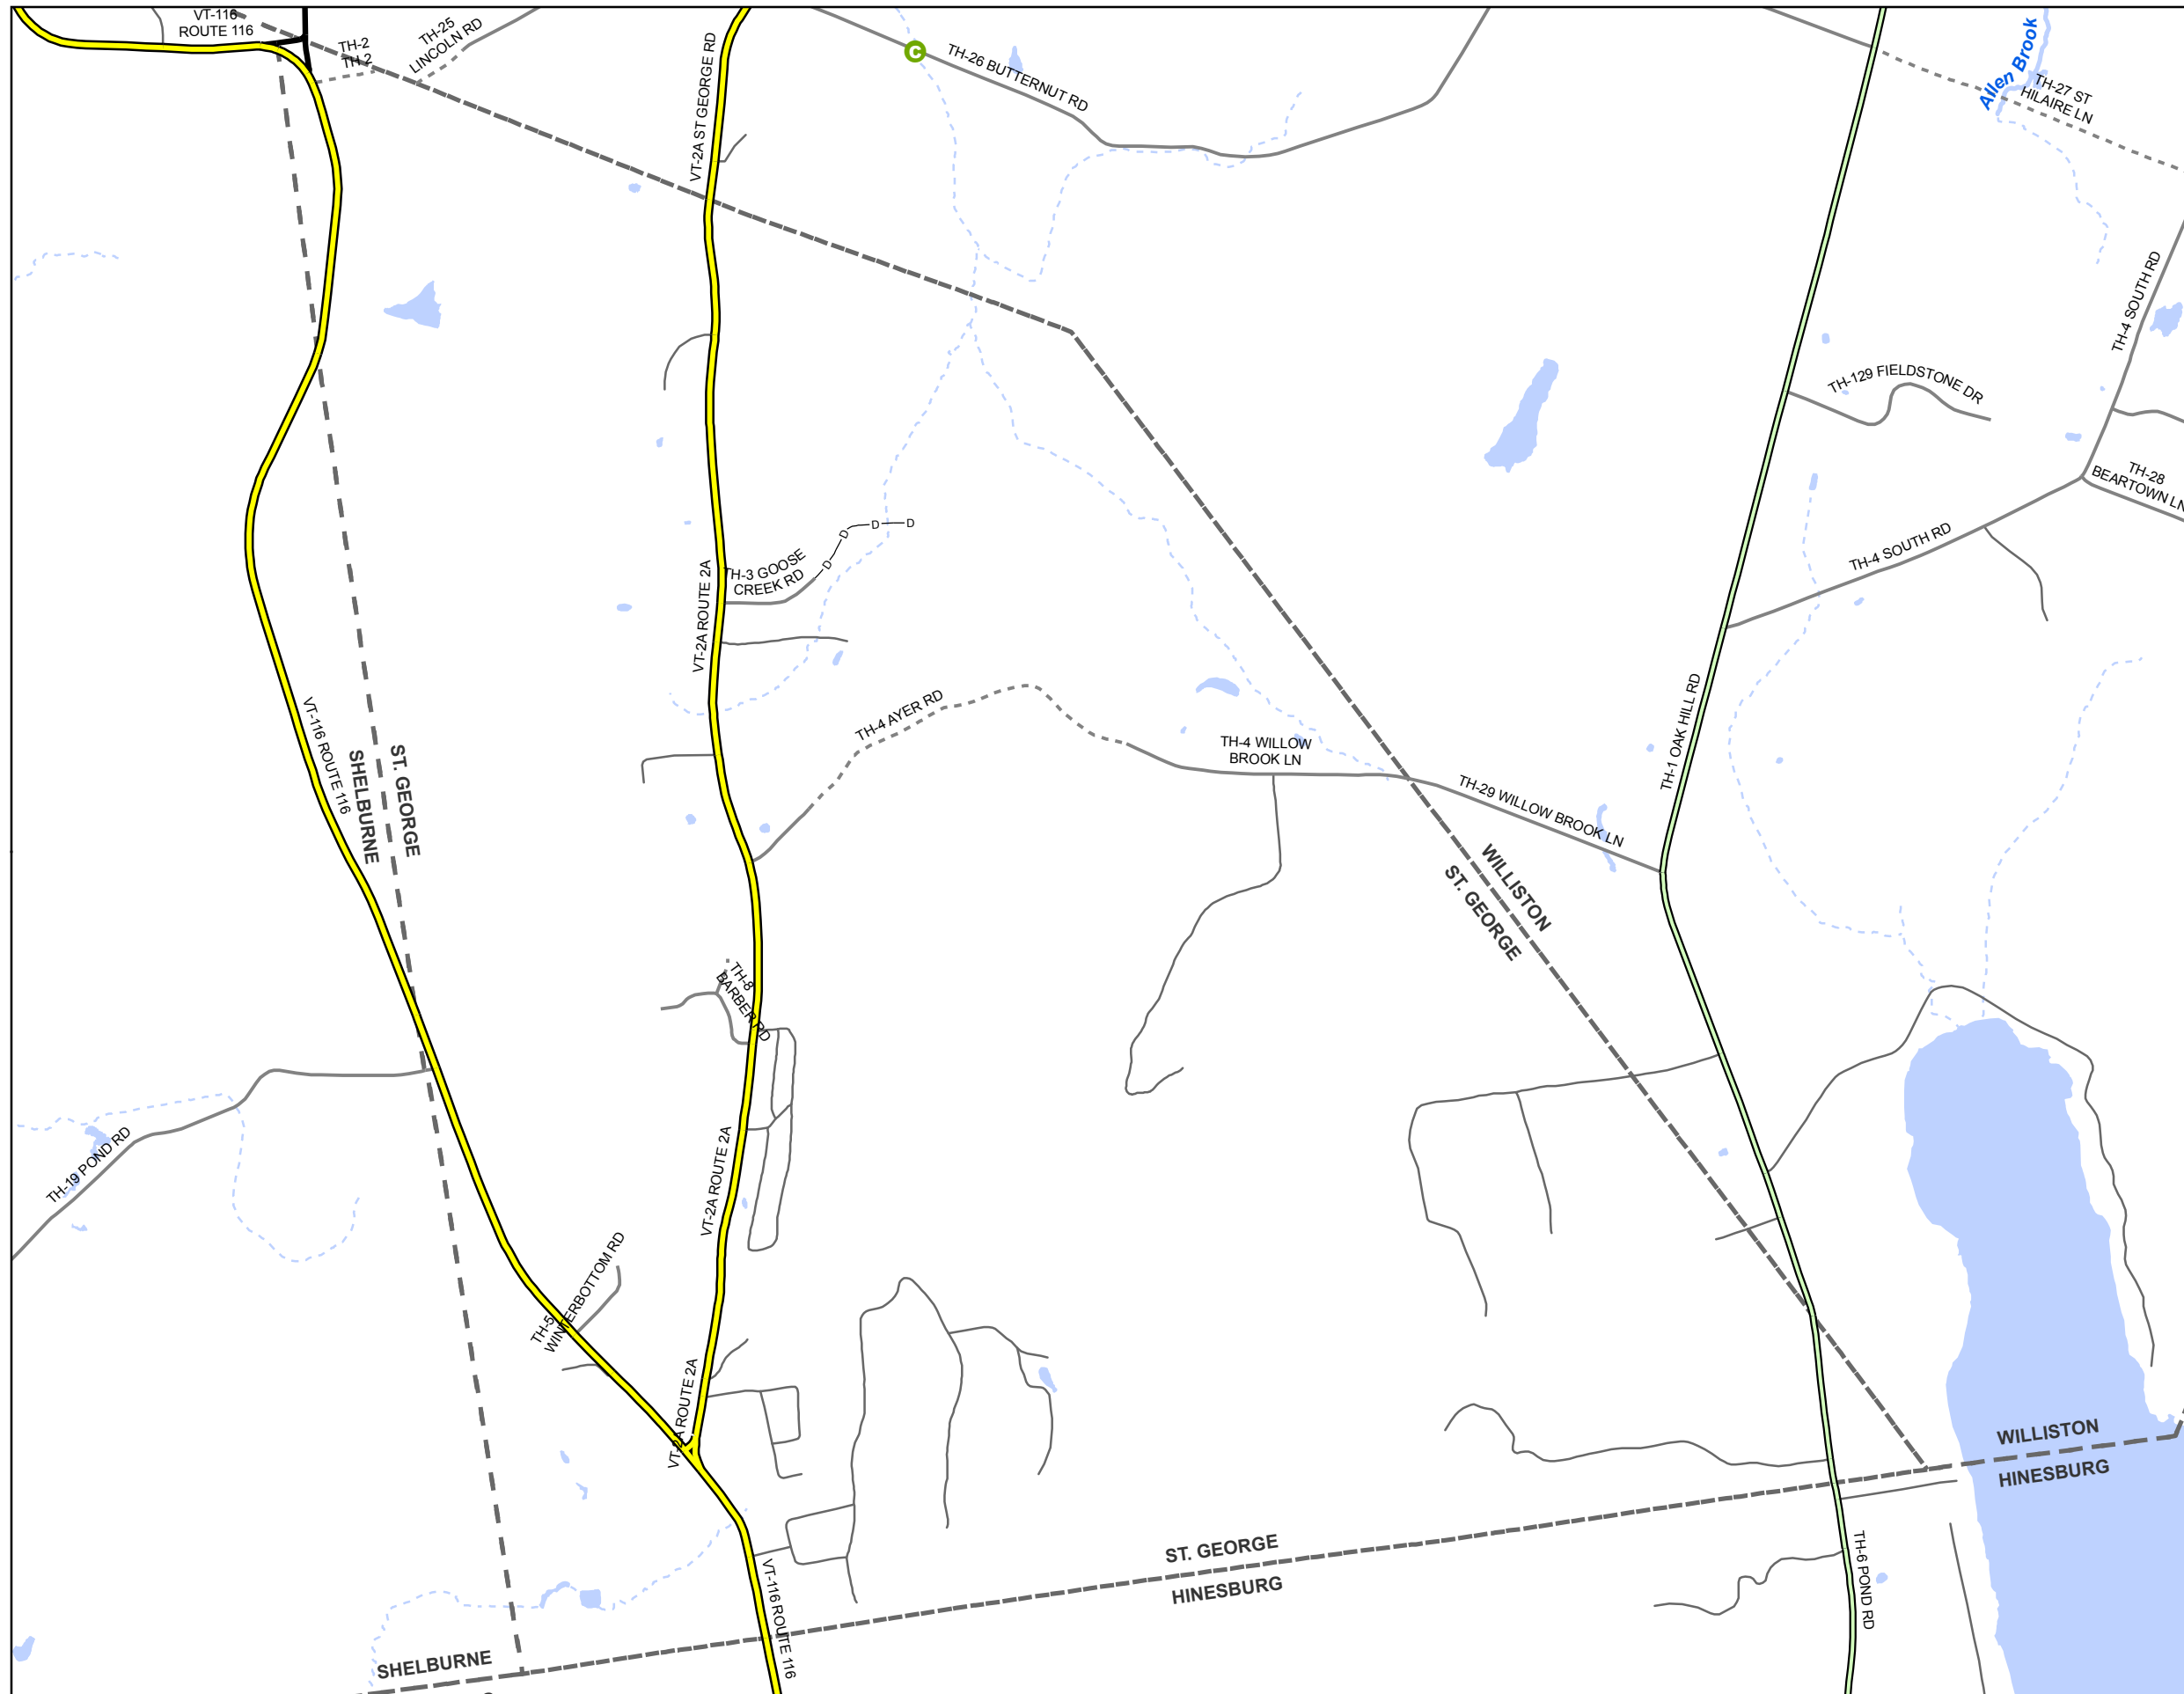 VT-116
ROUTE 116
TH-2
TH-2
TH-25
LINCOLN RD
VT-2A ST GEORGE RD
C
TH-26 BUTTERNUT RD
Allen Brook
TH-27 ST
HILAIRE LN
TH-4 SOUTH RD
TH-129 FIELDSTONE DR
TH-28
BEARTOWN LN
TH-4 SOUTH RD
D
D
D
D
TH-3 GOOSE
CREEK RD
VT-2A ROUTE 2A
TH-4 AYER RD
TH-4 WILLOW
BROOK LN
TH-29 WILLOW BROOK LN
TH-1 OAK HILL RD
VT-116 ROUTE 116
SHELBURNE
ST. GEORGE
WILLISTON
ST. GEORGE
TH-8
BARBER RD
TH-19 POND RD
VT-2A ROUTE 2A
TH-5
WINTERBOTTOM RD
VT-2A ROUTE 2A
WILLISTON
HINESBURG
ST. GEORGE
HINESBURG
VT-116 ROUTE 116
TH-6 POND RD
SHELBURNE